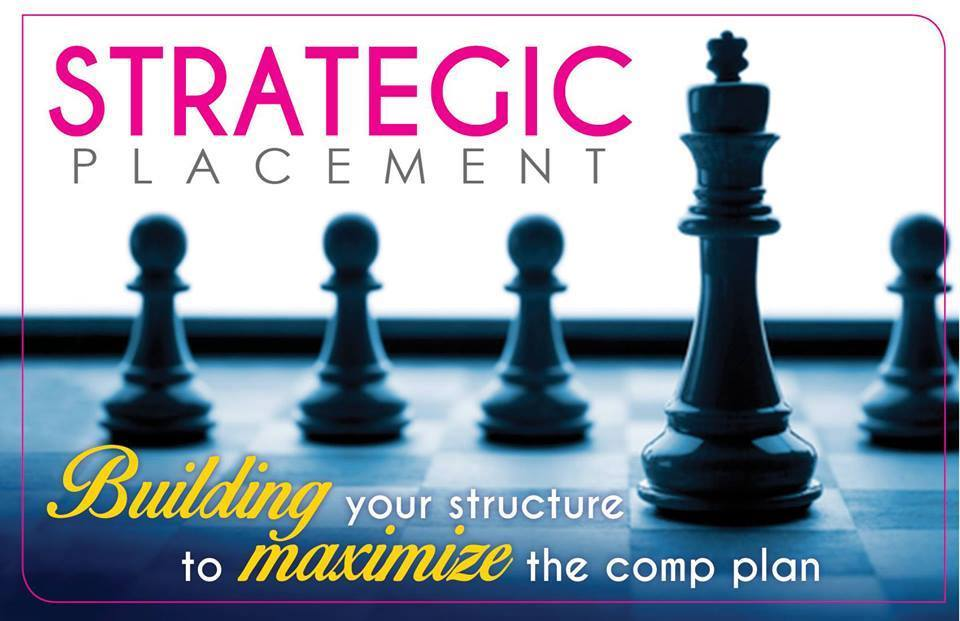 STRATEGIC
PLACEMENT
Building your structure
to maximize the comp plan